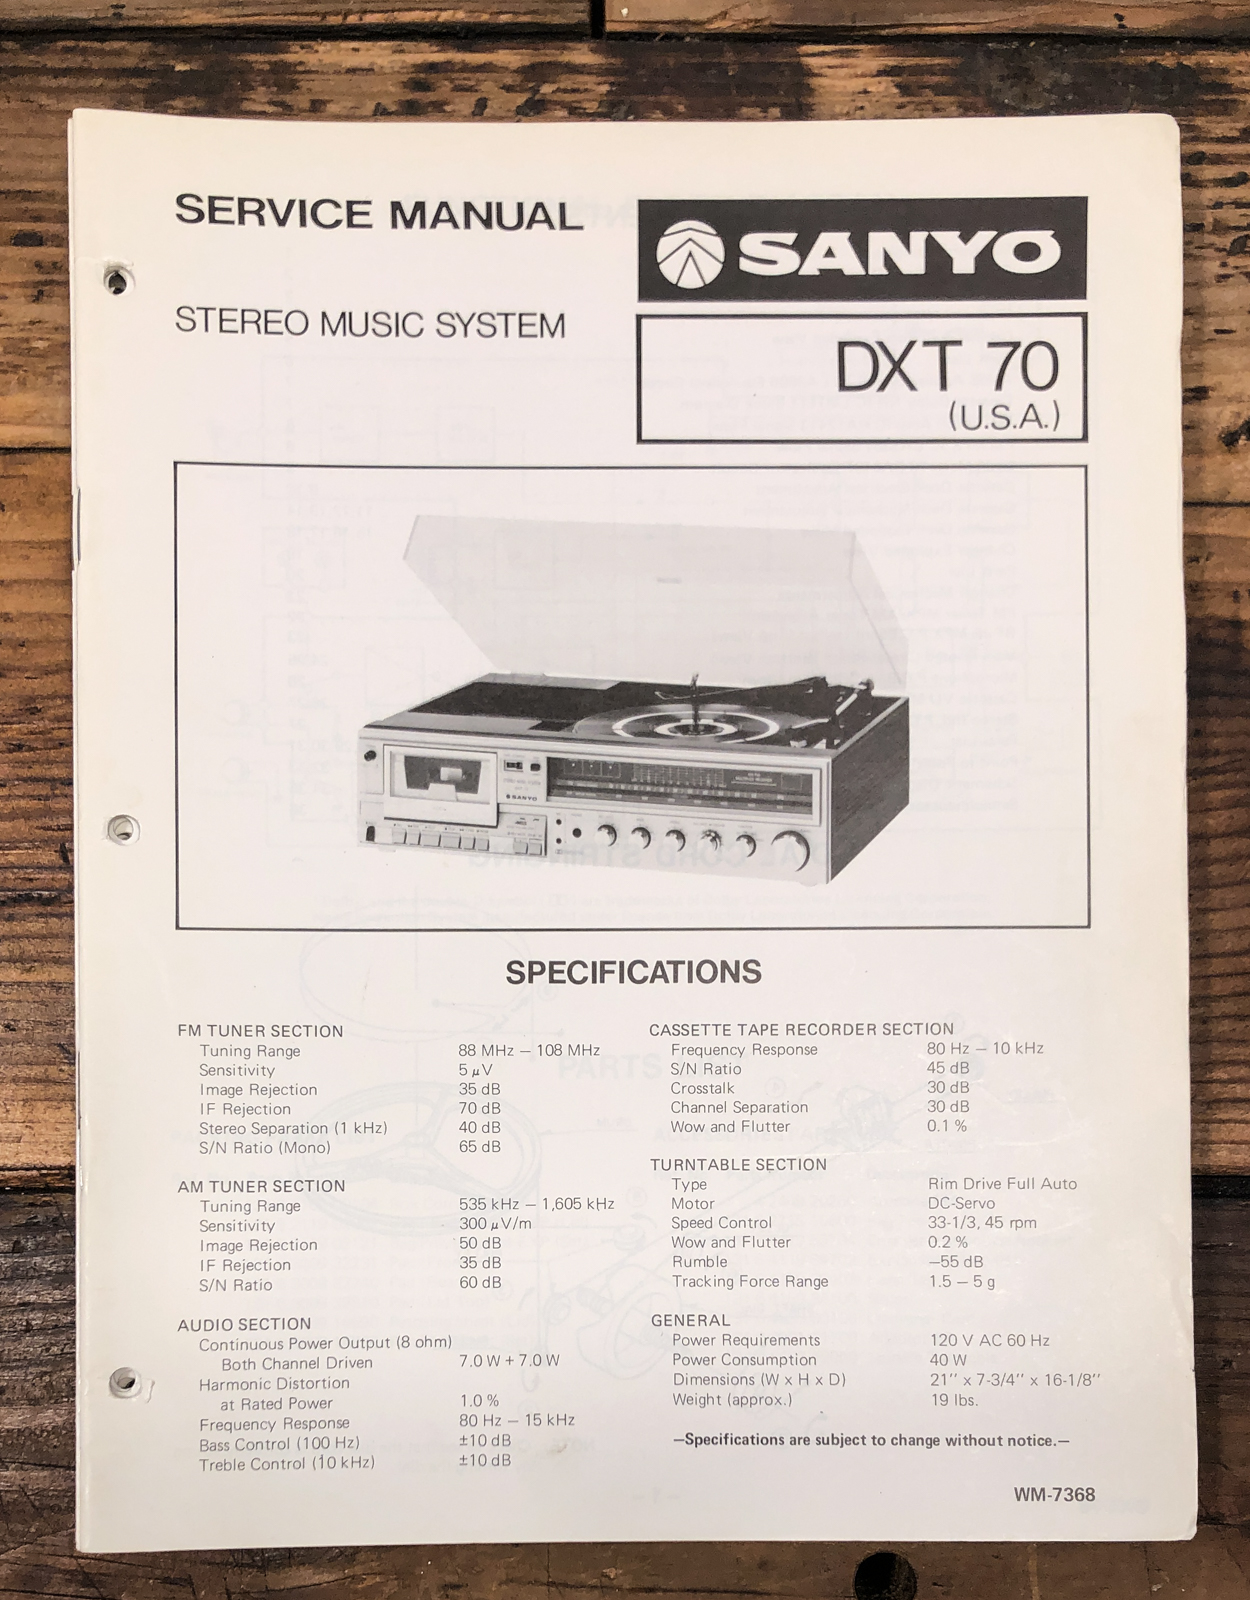 SERVICE MANUAL
STEREO MUSIC SYSTEM
SANYO
DXT 70
(U.S.A.)
SANYO
SPECIFICATIONS
FM TUNER SECTION
Tuning Range 88 MHz – 108 MHz
Sensitivity 5 μV
Image Rejection 35 dB
IF Rejection 70 dB
Stereo Separation (1 kHz) 40 dB
S/N Ratio (Mono) 65 dB
AM TUNER SECTION
Tuning Range 535 kHz – 1,605 kHz
Sensitivity 300 μV/m
Image Rejection 50 dB
IF Rejection 35 dB
S/N Ratio 60 dB
AUDIO SECTION
Continuous Power Output (8 ohm)
Both Channel Driven 7.0 W + 7.0 W
Harmonic Distortion
at Rated Power 1.0 %
Frequency Response 80 Hz – 15 kHz
Bass Control (100 Hz) ±10 dB
Treble Control (10 kHz) ±10 dB
CASSETTE TAPE RECORDER SECTION
Frequency Response 80 Hz – 10 kHz
S/N Ratio 45 dB
Crosstalk 30 dB
Channel Separation 30 dB
Wow and Flutter 0.1 %
TURNTABLE SECTION
Type Rim Drive Full Auto
Motor DC-Servo
Speed Control 33-1/3, 45 rpm
Wow and Flutter 0.2 %
Rumble –55 dB
Tracking Force Range 1.5 – 5 g
GENERAL
Power Requirements 120 V AC 60 Hz
Power Consumption 40 W
Dimensions (W x H x D) 21'' x 7-3/4'' x 16-1/8''
Weight (approx.) 19 lbs.
—Specifications are subject to change without notice.—
WM-7368